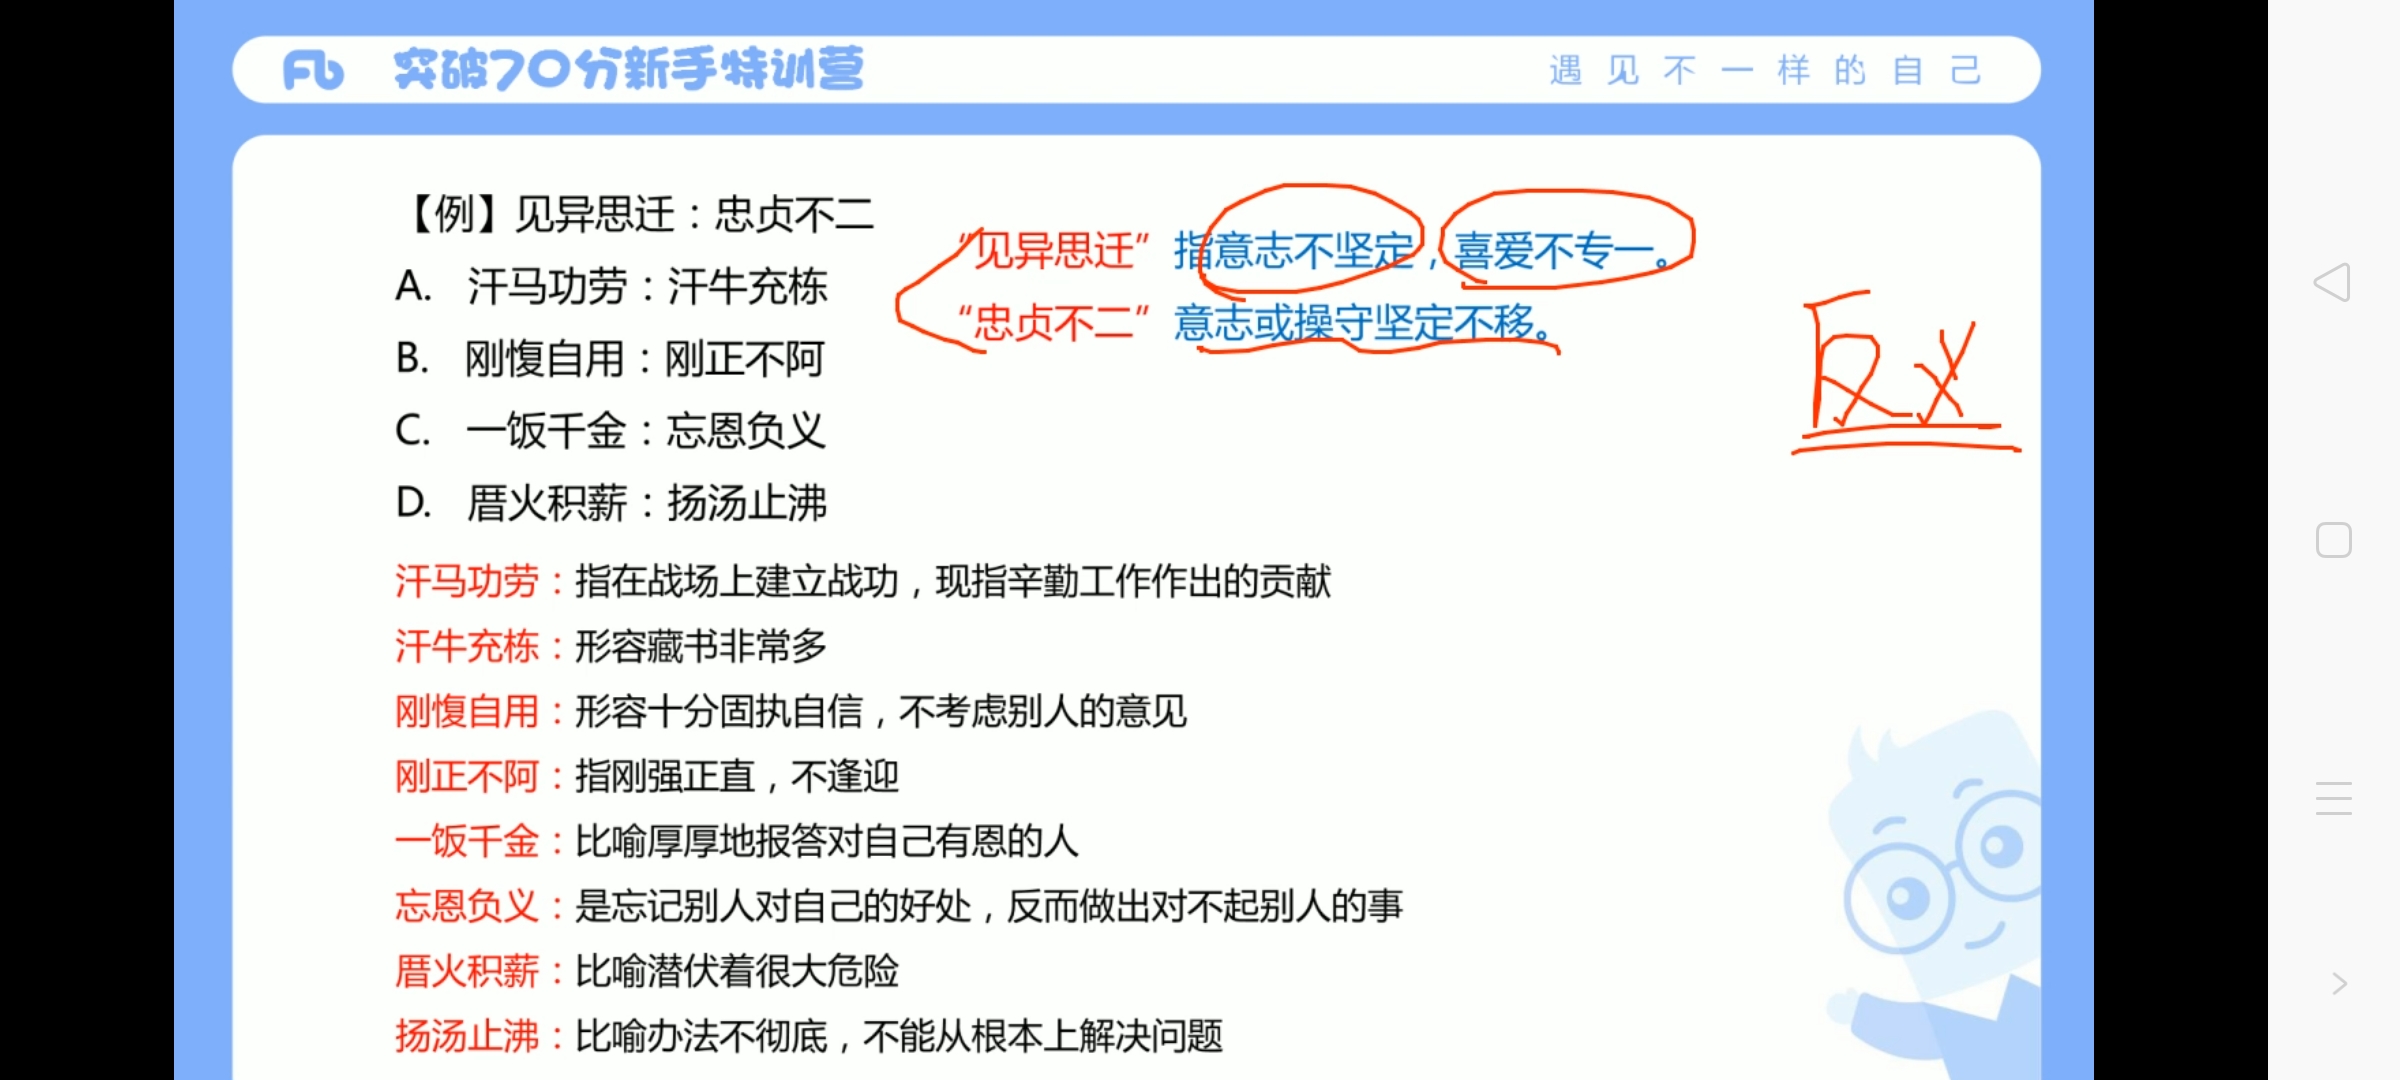 Fb 突破70分新手特训营
遇见不一样的自己
【例】见异思迁：忠贞不二
A. 汗马功劳：汗牛充栋
B. 刚愎自用：刚正不阿
C. 一饭千金：忘恩负义
D. 厝火积薪：扬汤止沸
“见异思迁” 指意志不坚定，喜爱不专一。
“忠贞不二” 意志或操守坚定不移。
反义
汗马功劳：指在战场上建立战功，现指辛勤工作作出的贡献
汗牛充栋：形容藏书非常多
刚愎自用：形容十分固执自信，不考虑别人的意见
刚正不阿：指刚强正直，不逢迎
一饭千金：比喻厚厚地报答对自己有恩的人
忘恩负义：是忘记别人对自己的好处，反而做出对不起别人的事
厝火积薪：比喻潜伏着很大危险
扬汤止沸：比喻办法不彻底，不能从根本上解决问题